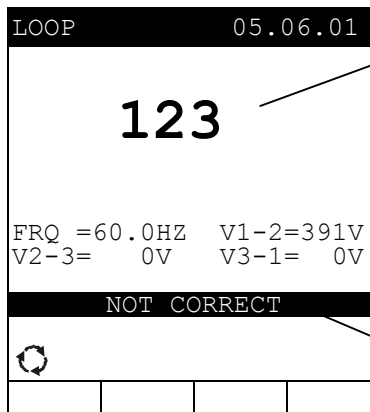 LOOP 05.06.01
123
FRQ =60.0HZ V1-2=391V
V2-3= 0V V3-1= 0V
NOT CORRECT